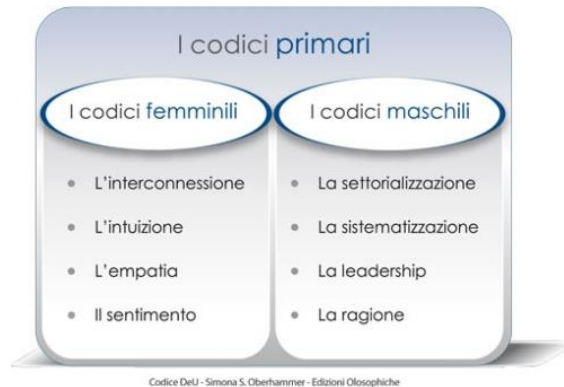 I codici primari
I codici femminili
L'interconnessione
L'intuizione
L'empatia
Il sentimento
I codici maschili
La settorializzazione
La sistematizzazione
La leadership
La ragione
Codice DeU - Simona S. Oberhammer - Edizioni Olosophiche